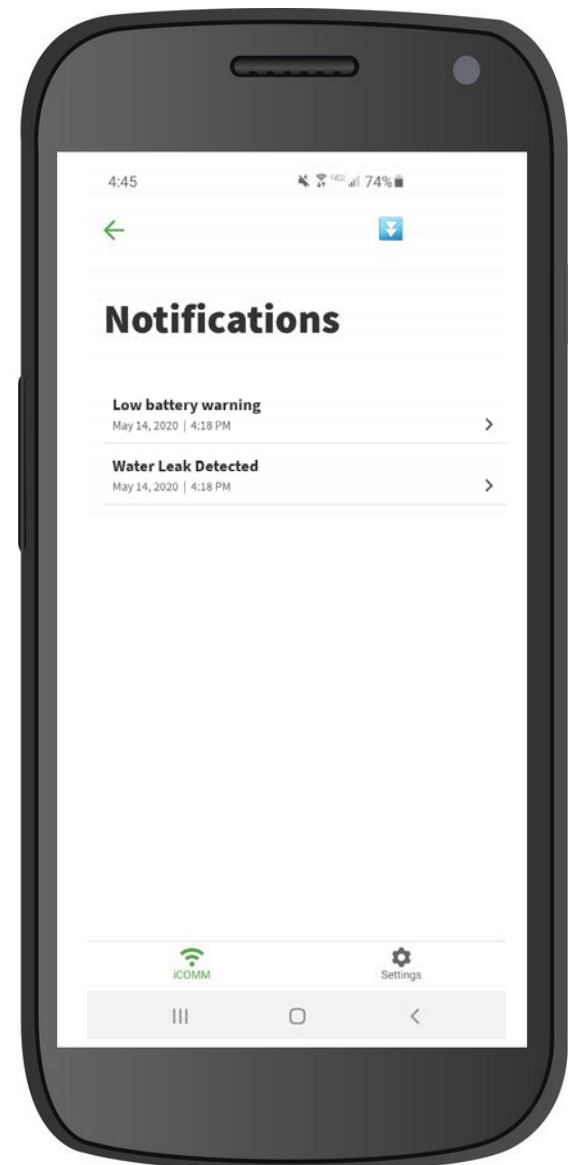 4:45
74%
Notifications
Low battery warning
May 14, 2020 | 4:18 PM
Water Leak Detected
May 14, 2020 | 4:18 PM
iCOMM
Settings